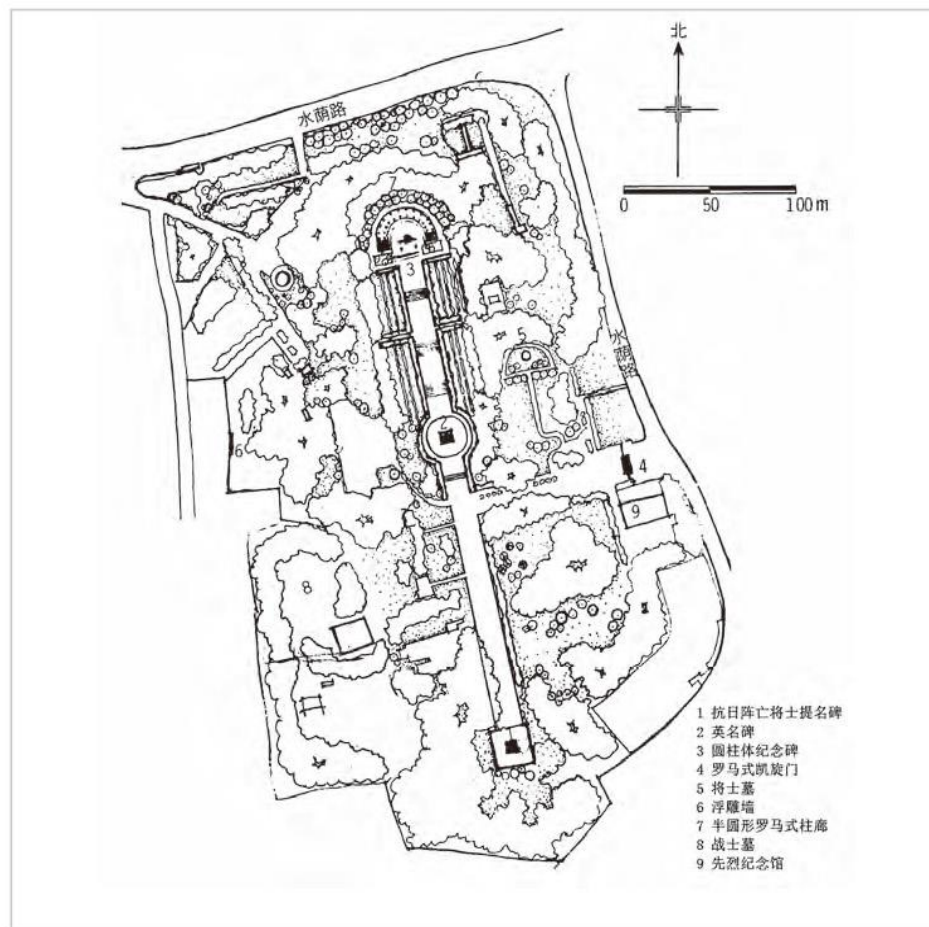 北
水荫路
0 50 100 m
7
3
5
水荫路
2
6
4
9
8
1 抗日阵亡将士提名碑
2 英名碑
3 圆柱体纪念碑
4 罗马式凯旋门
5 将士墓
6 浮雕墙
7 半圆形罗马式柱廊
8 战士墓
9 先烈纪念馆